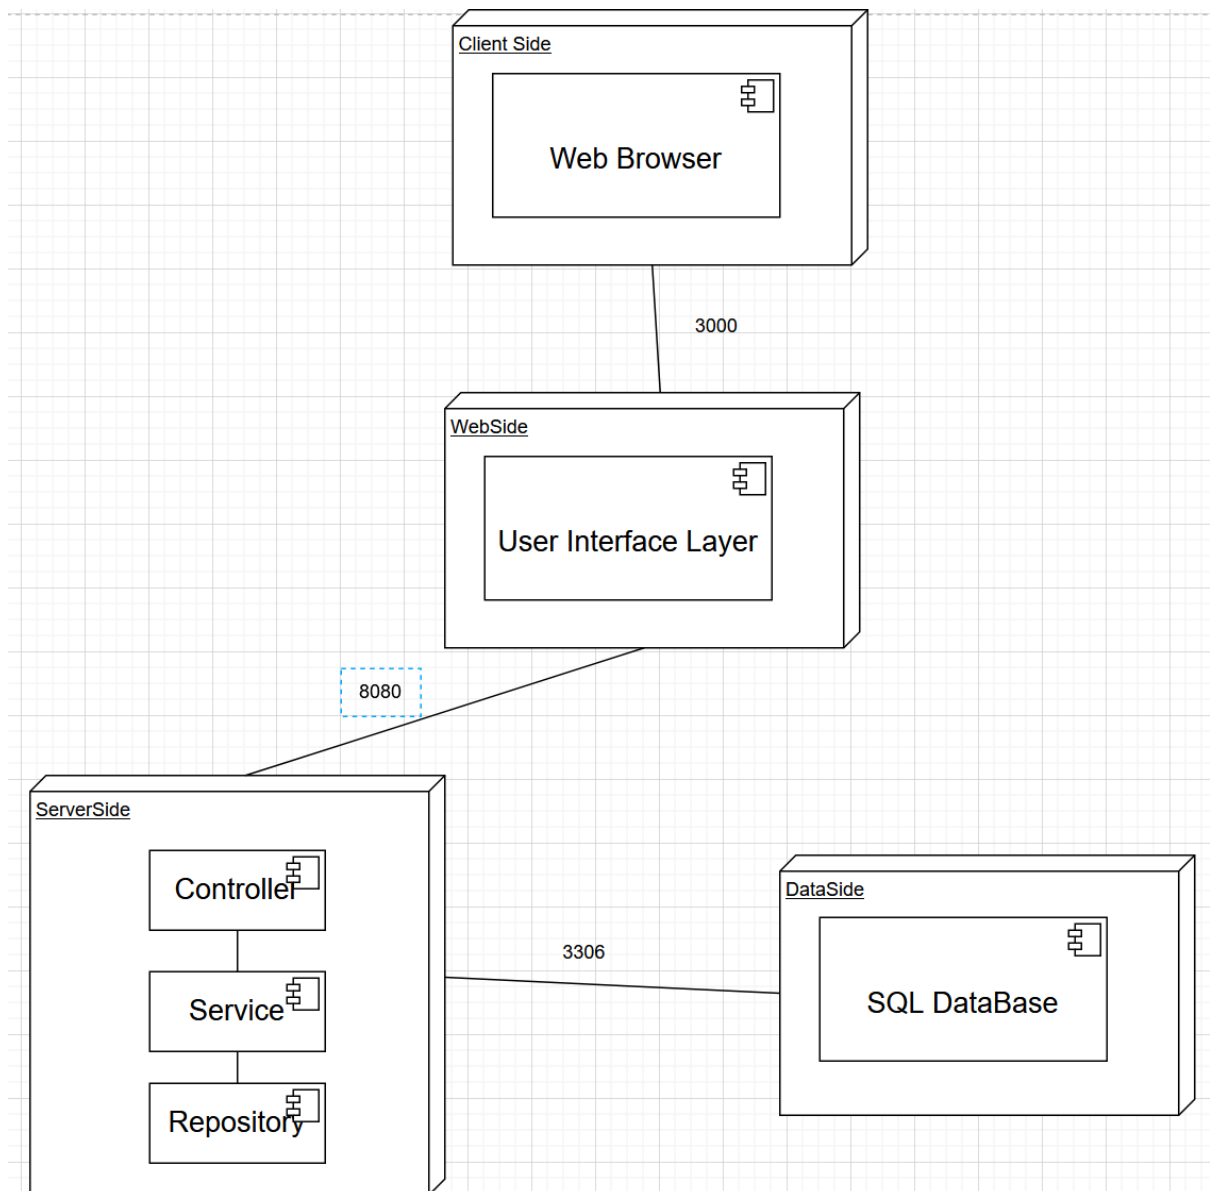 Client Side
Web Browser
3000
WebSide
User Interface Layer
8080
ServerSide
Controller
Service
Repository
3306
DataSide
SQL DataBase